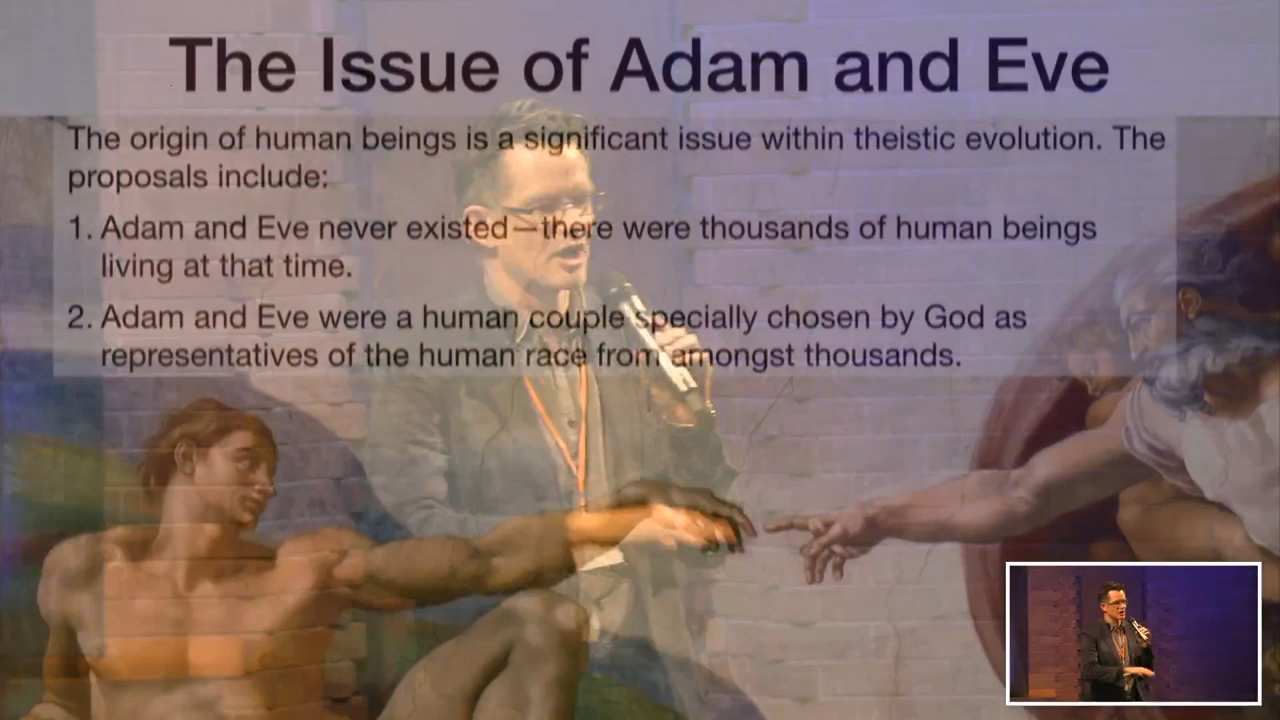 The Issue of Adam and Eve
The origin of human beings is a significant issue within theistic evolution. The
proposals include:
1. Adam and Eve never existed—there were thousands of human beings
living at that time.
2. Adam and Eve were a human couple specially chosen by God as
representatives of the human race from amongst thousands.